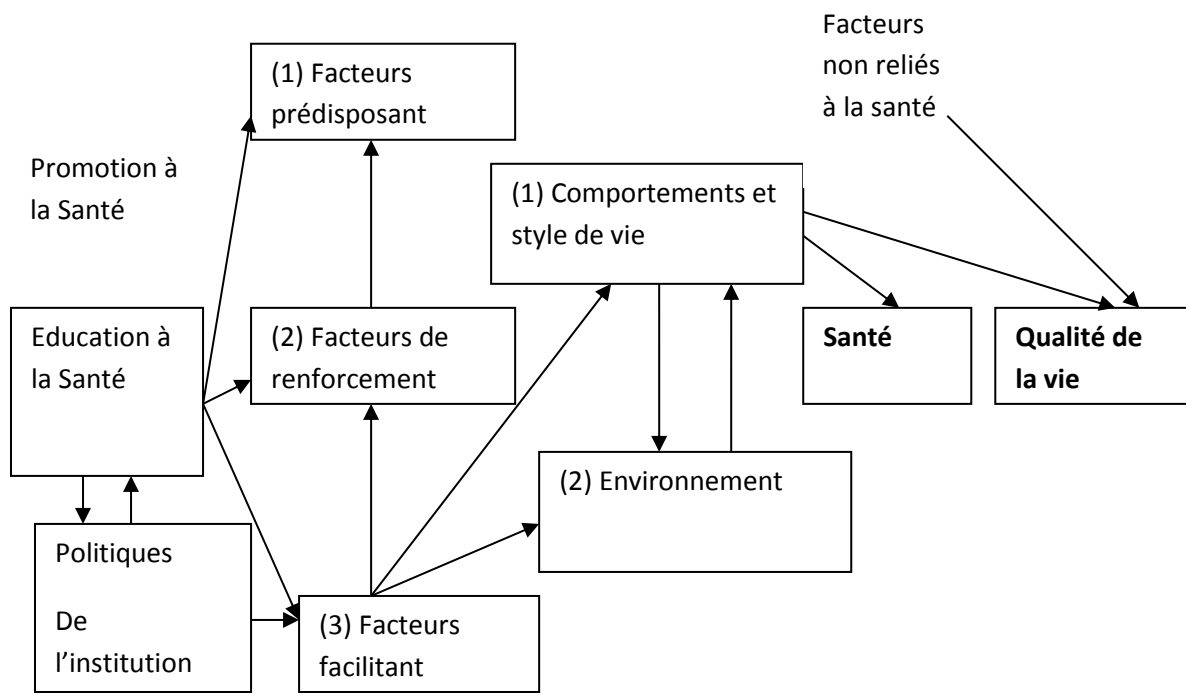 Facteurs
non reliés
à la santé
(1) Facteurs
prédisposant
Promotion à
la Santé
(1) Comportements et
style de vie
Education à
la Santé
(2) Facteurs de
renforcement
Santé
Qualité de
la vie
(2) Environnement
Politiques
De
l’institution
(3) Facteurs
facilitant